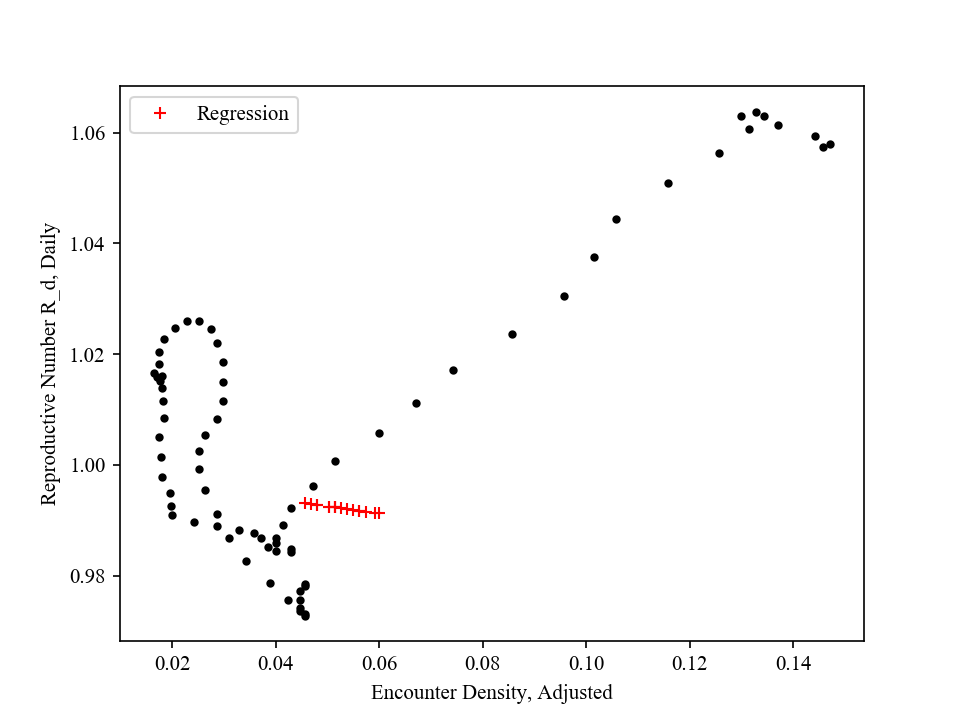 Regression
1.06
1.04
1.02
1.00
0.98
Reproductive Number R_d, Daily
0.02 0.04 0.06 0.08 0.10 0.12 0.14
Encounter Density, Adjusted